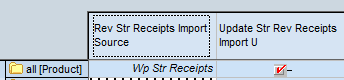 Rev Str Receipts Import
Source
Update Str Rev Receipts
Import U
all [Product]
Wp Str Receipts